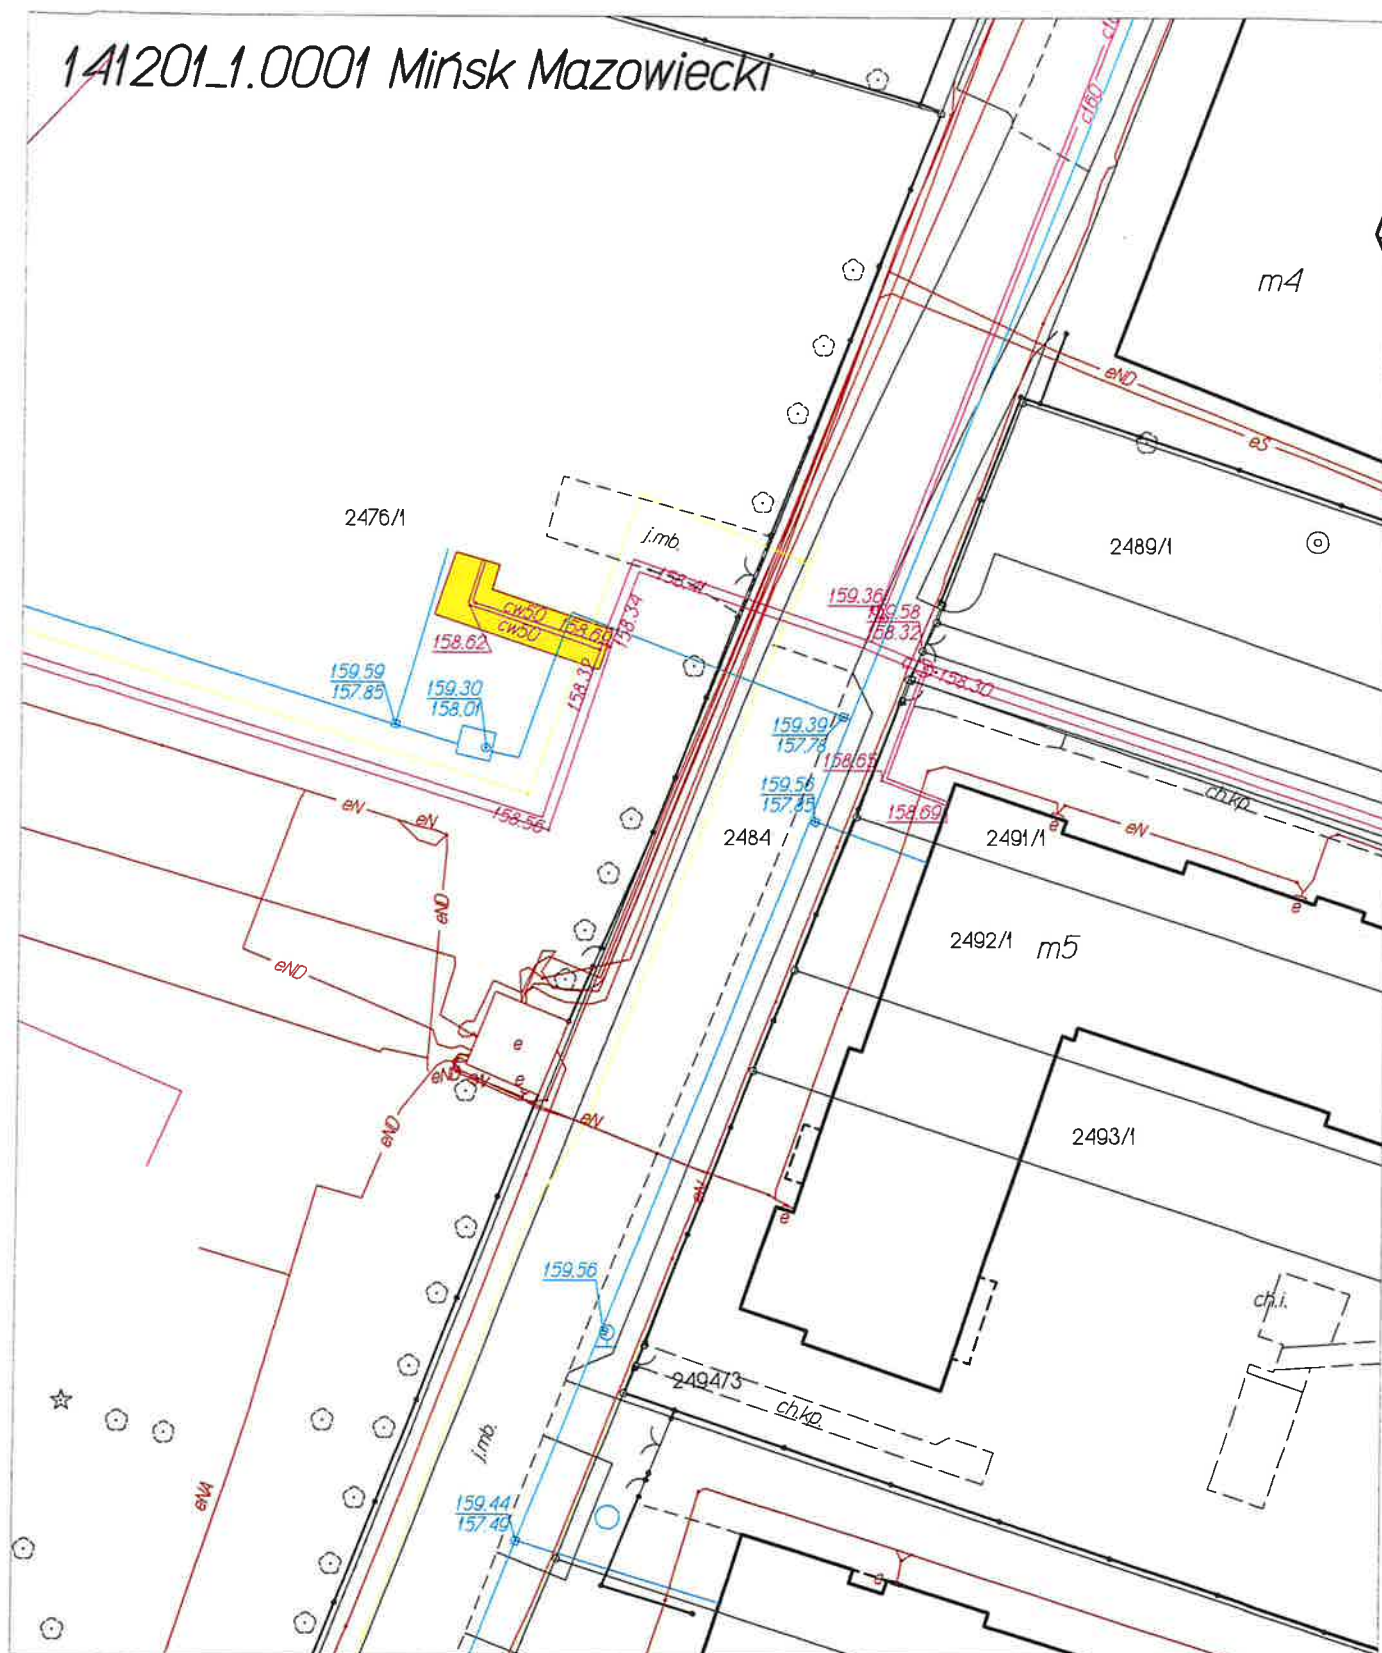 141201_1.0001 Mińsk Mazowiecki
c160
m4
eND
eS
2476/1
j.mb.
2489/1
158.41
159.36
159.58
158.32
cw50
cw50
158.34
158.62
158.32
158.30
159.59
157.85
159.30
158.01
159.39
157.78
158.65
159.56
157.85
158.69
ch.kp.
eN
eN
158.56
2484
2491/1
eN
e
e
eND
2492/1
m5
eND
e
e
eND
eN
eN
eND
2493/1
eN
e
159.56
ch.i.
2494/3
ch.kp.
j.mb.
eNA
159.44
157.49
e